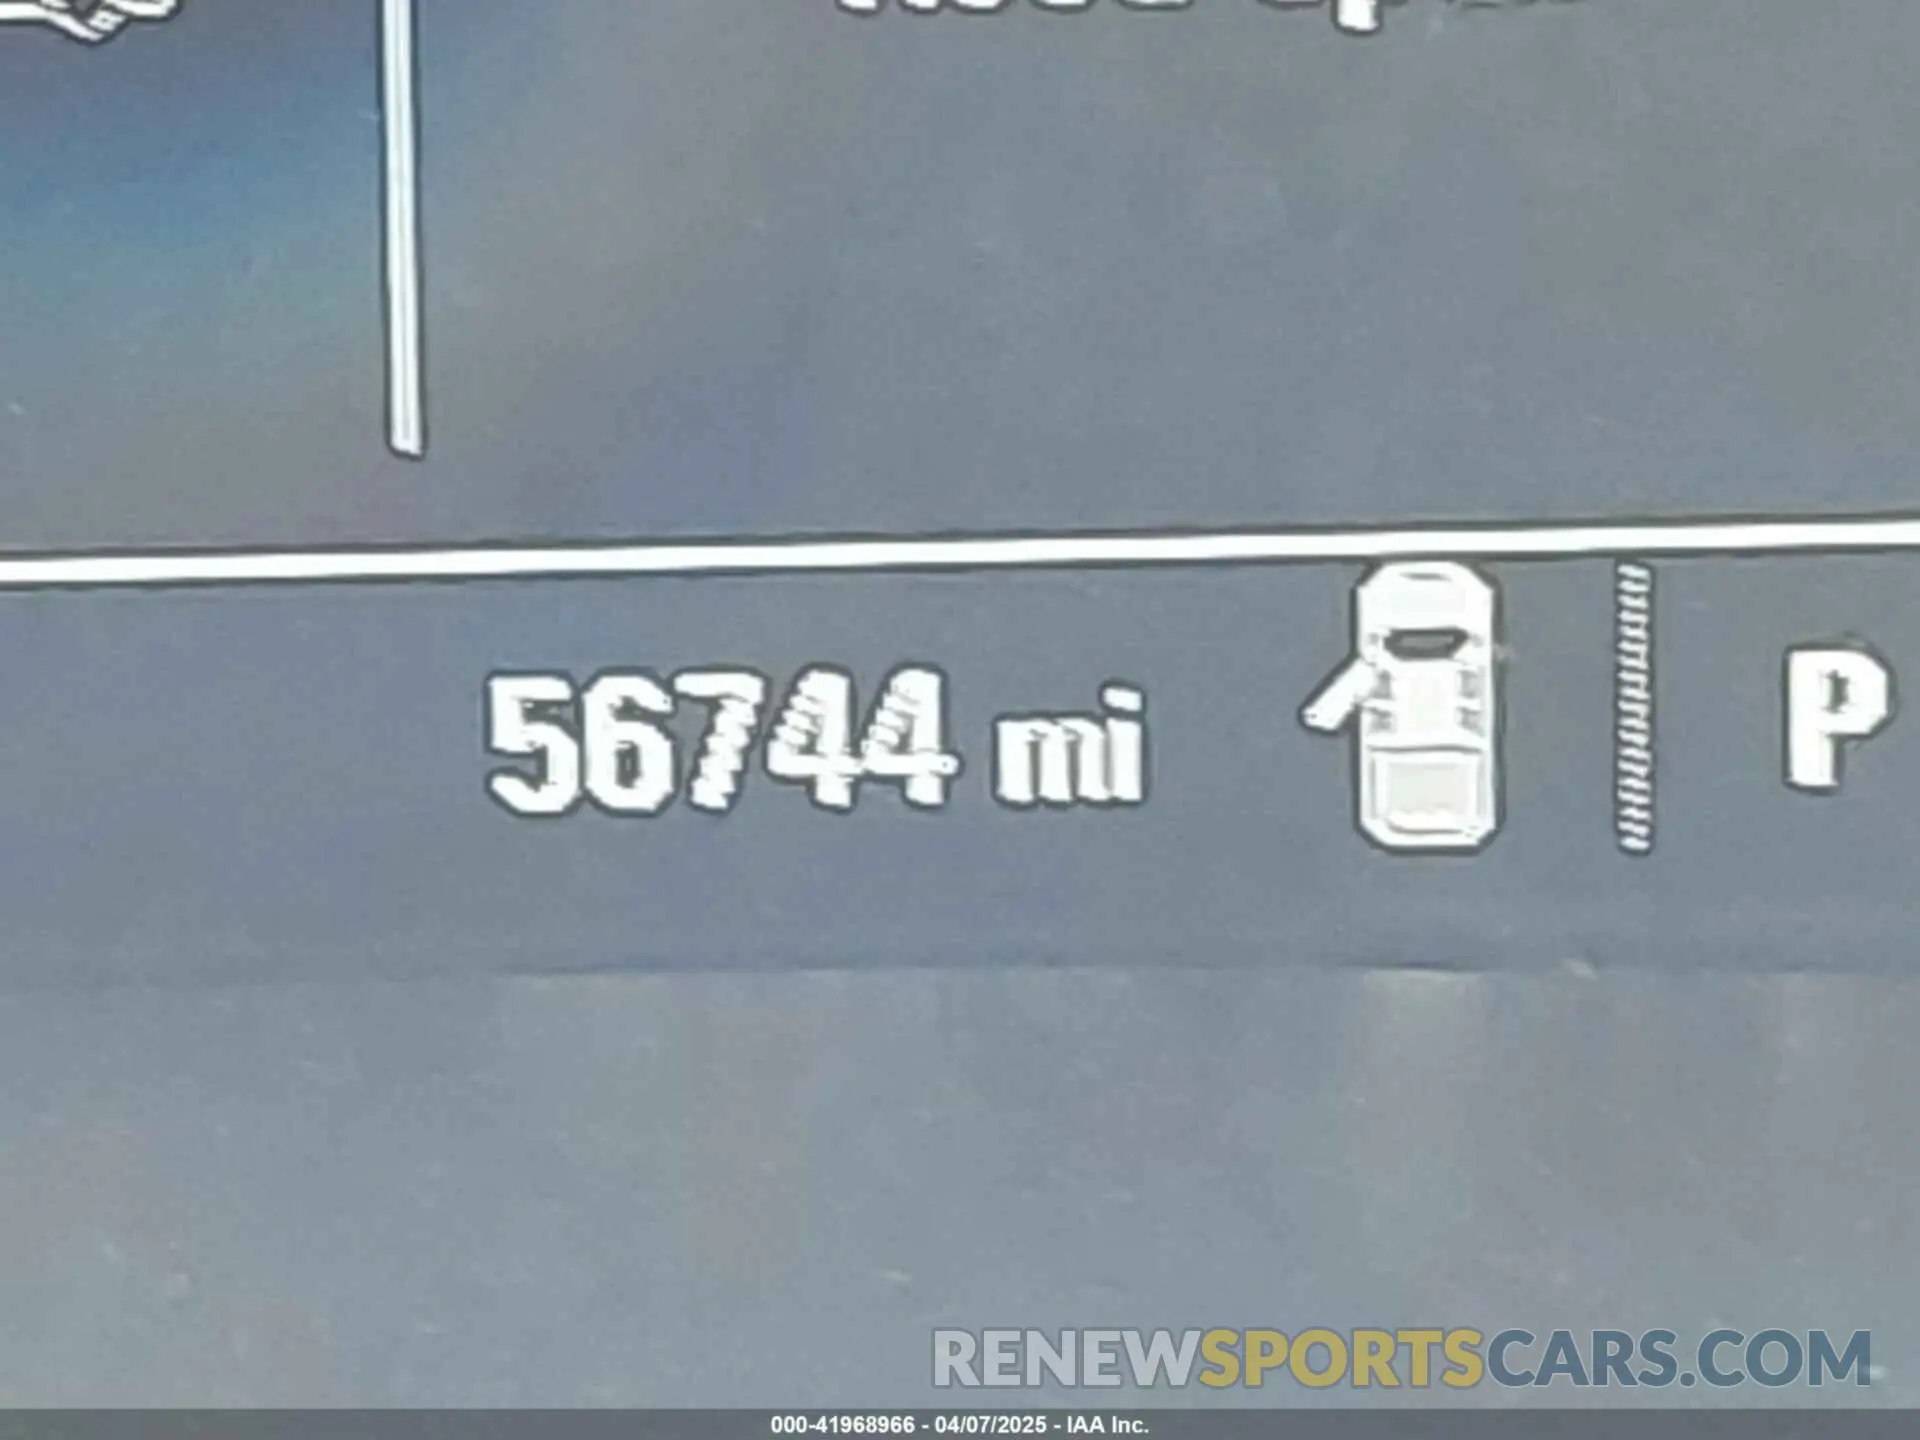 56744 mi P
RENEWSPORTSCARS.COM
000-41968966 - 04/07/2025 - IAA Inc.